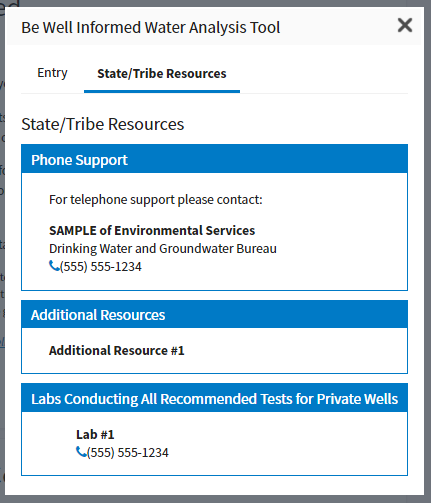 Be Well Informed Water Analysis Tool
Entry
State/Tribe Resources
State/Tribe Resources
Phone Support
For telephone support please contact:
SAMPLE of Environmental Services
Drinking Water and Groundwater Bureau
(555) 555-1234
Additional Resources
Additional Resource #1
Labs Conducting All Recommended Tests for Private Wells
Lab #1
(555) 555-1234